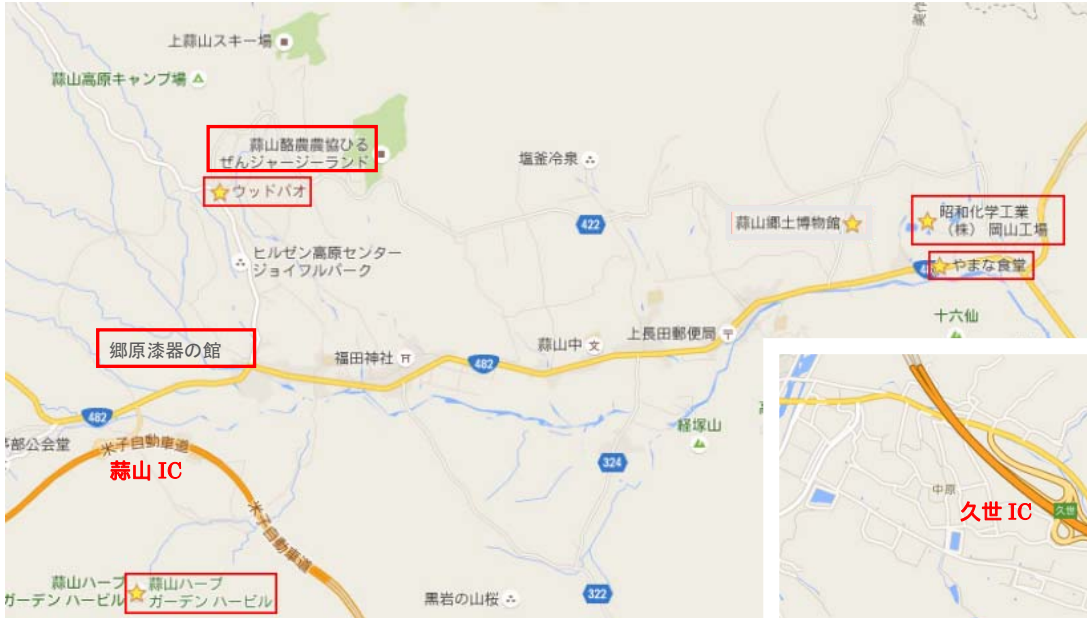 上蒜山スキー場
蒜山高原キャンプ場
蒜山酪農農協ひる
ぜんジャージーランド
ウッドパオ
塩釜冷泉
422
蒜山郷土博物館
昭和化学工業
（株） 岡山工場
ヒルゼン高原センター
ジョイフルパーク
やまな食堂
十六仙
郷原漆器の館
福田神社
482
蒜山中
上長田郵便局
482
部公会堂
米子自動車道
蒜山 IC
経塚山
324
米子自動車道
中原
久世 IC
久世
蒜山ハーブ
ガーデン ハービル
蒜山ハーブ
ガーデン ハービル
黒岩の山桜
322